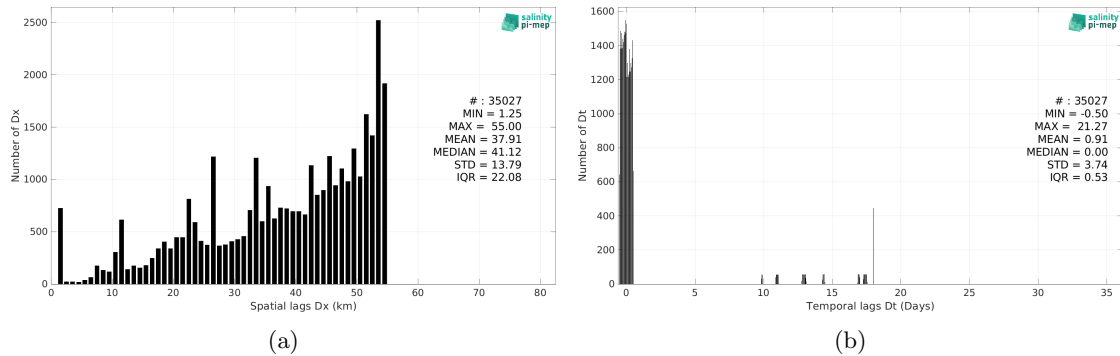 2500
2000
1500
1000
500
0
Number of Dx
0 10 20 30 40 50 60 70 80
Spatial lags Dx (km)
salinity
pi-mep
# : 35027
MIN = 1.25
MAX = 55.00
MEAN = 37.91
MEDIAN = 41.12
STD = 13.79
IQR = 22.08
(a)
1600
1400
1200
1000
800
600
400
200
0
Number of Dt
0 5 10 15 20 25 30 35
Temporal lags Dt (Days)
salinity
pi-mep
# : 35027
MIN = -0.50
MAX = 21.27
MEAN = 0.91
MEDIAN = 0.00
STD = 3.74
IQR = 0.53
(b)